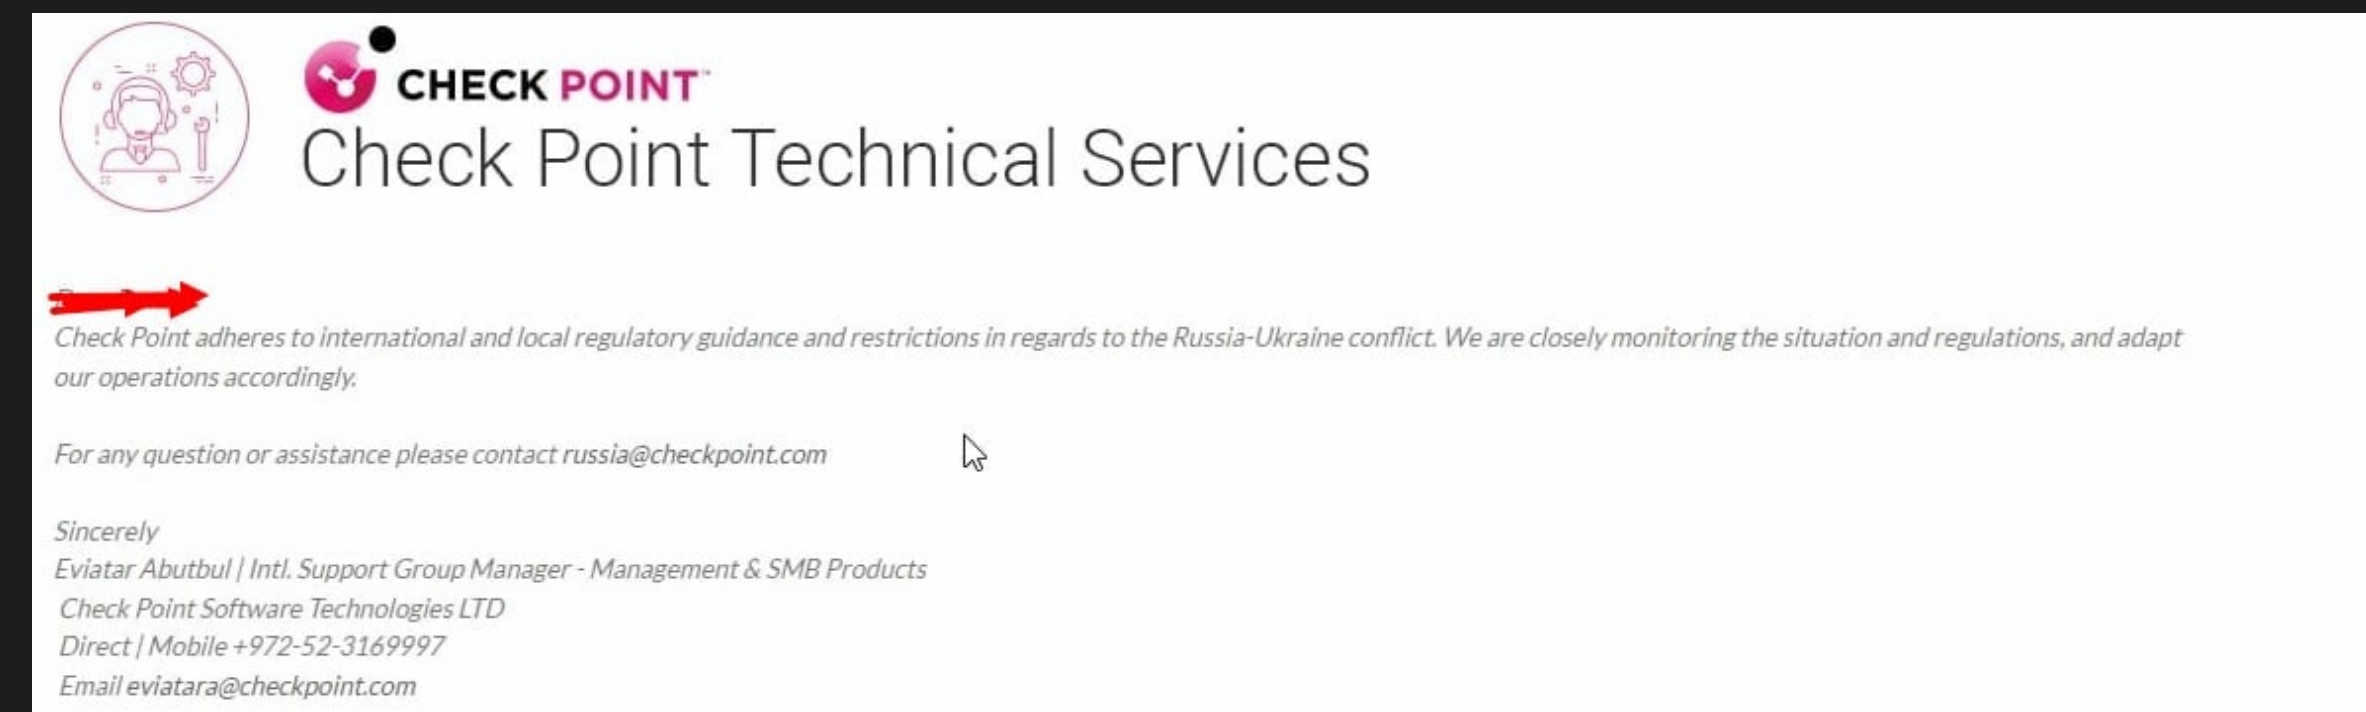 CHECK POINT™
Check Point Technical Services
Check Point adheres to international and local regulatory guidance and restrictions in regards to the Russia-Ukraine conflict. We are closely monitoring the situation and regulations, and adapt
our operations accordingly.
For any question or assistance please contact russia@checkpoint.com
Sincerely
Eviatar Abutbul | Intl. Support Group Manager - Management & SMB Products
Check Point Software Technologies LTD
Direct | Mobile +972-52-3169997
Email eviatara@checkpoint.com